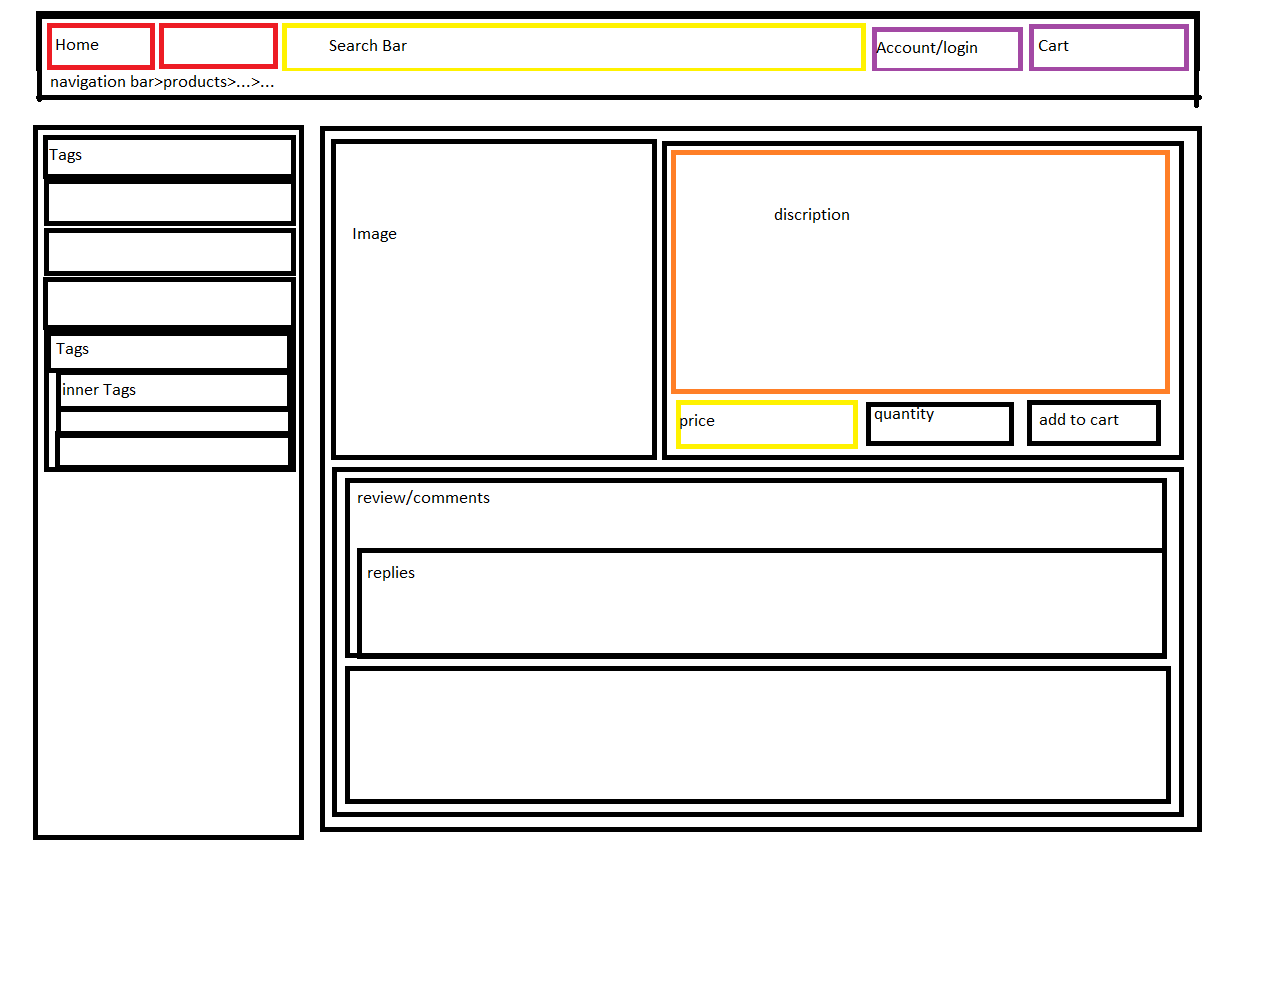 Home
Search Bar
Account/login
Cart
navigation bar>products>...>...
Tags
Tags
inner Tags
Image
discription
price
quantity
add to cart
review/comments
replies